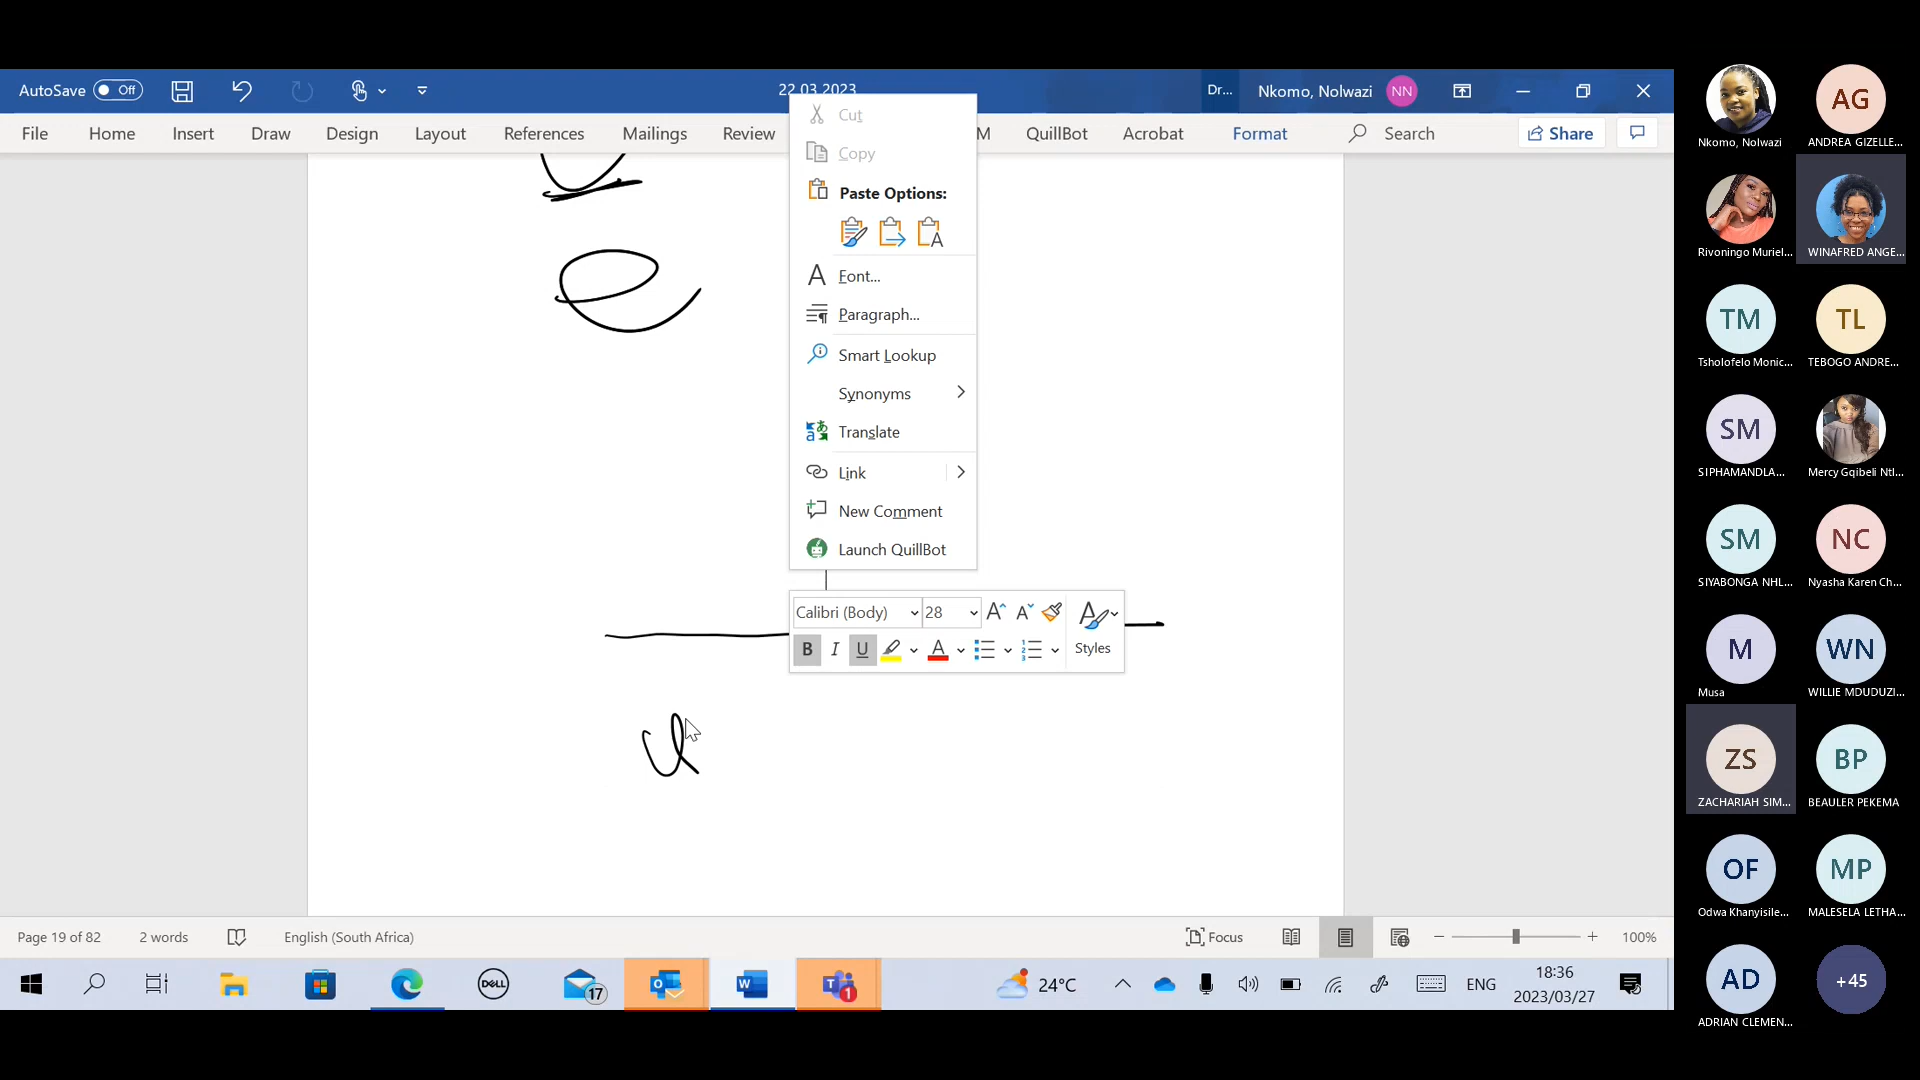 AutoSave Off 22.03.2023 Dr... Nkomo, Nolwazi NN
File Home Insert Draw Design Layout References Mailings Review M QuillBot Acrobat Format Search Share
Cut
Copy
Paste Options:
Font...
Paragraph...
Smart Lookup
Synonyms
Translate
Link
New Comment
Launch QuillBot
Calibri (Body) 28
B I U A Styles
e
Page 19 of 82 2 words English (South Africa) Focus 100%
17 1 24°C ENG 18:36
2023/03/27
Nkomo, Nolwazi
AG
ANDREA GIZELLE...
Rivoningo Muriel...
WINAFRED ANGE...
TM
Tsholofelo Monic...
TL
TEBOGO ANDRE...
SM
SIPHAMANDLA...
Mercy Gqibeli Ntl...
SM
SIYABONGA NHL...
NC
Nyasha Karen Ch...
M
Musa
WN
WILLIE MDUDUZI...
ZS
ZACHARIAH SIM...
BP
BEAULER PEKEMA
OF
Odwa Khanyisile...
MP
MALESELA LETHA...
AD
ADRIAN CLEMEN...
+45